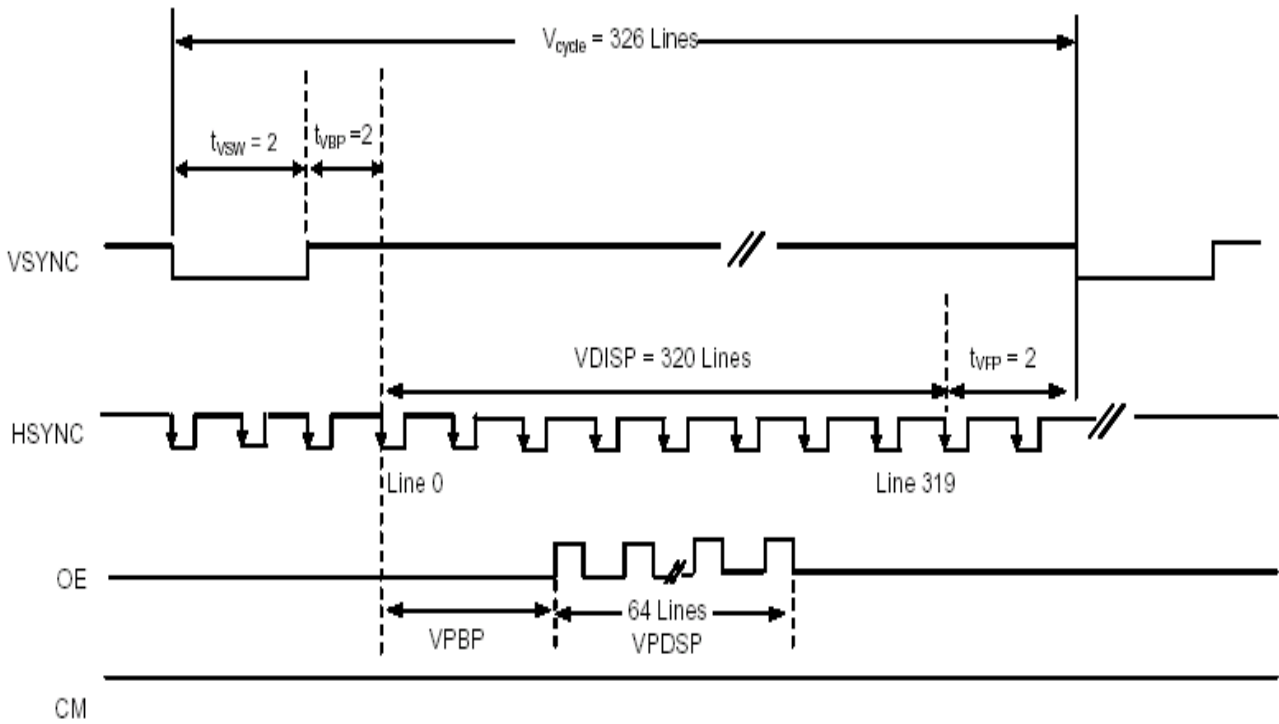 Vcycle = 326 Lines
tVSW = 2
tVBP =2
VSYNC
VDISP = 320 Lines
tVFP = 2
HSYNC
Line 0
Line 319
OE
64 Lines
VPBP
VPDSP
CM